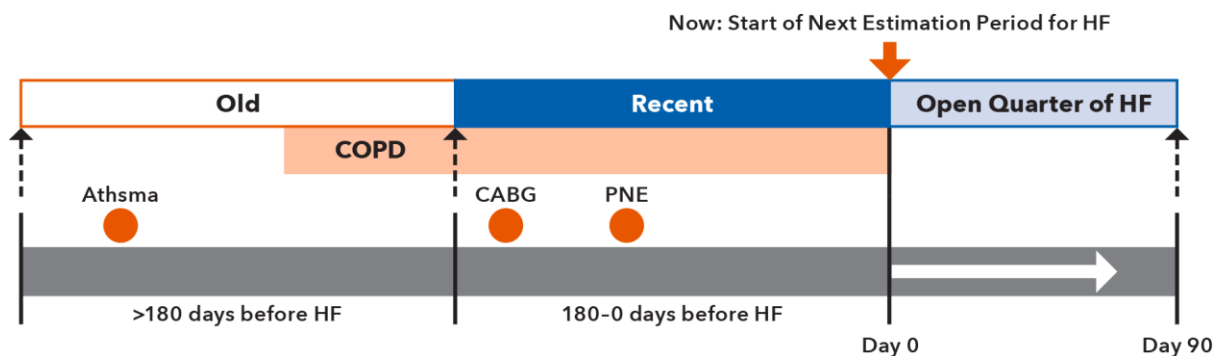 Now: Start of Next Estimation Period for HF
Old
Recent
Open Quarter of HF
COPD
Athsma
CABG
PNE
>180 days before HF
180–0 days before HF
Day 0
Day 90